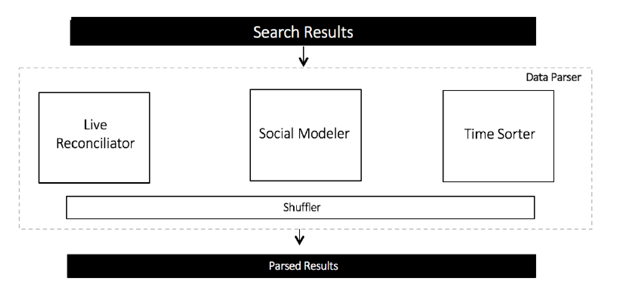 Search Results
Data Parser
Live
Reconciliator
Social Modeler
Time Sorter
Shuffler
Parsed Results